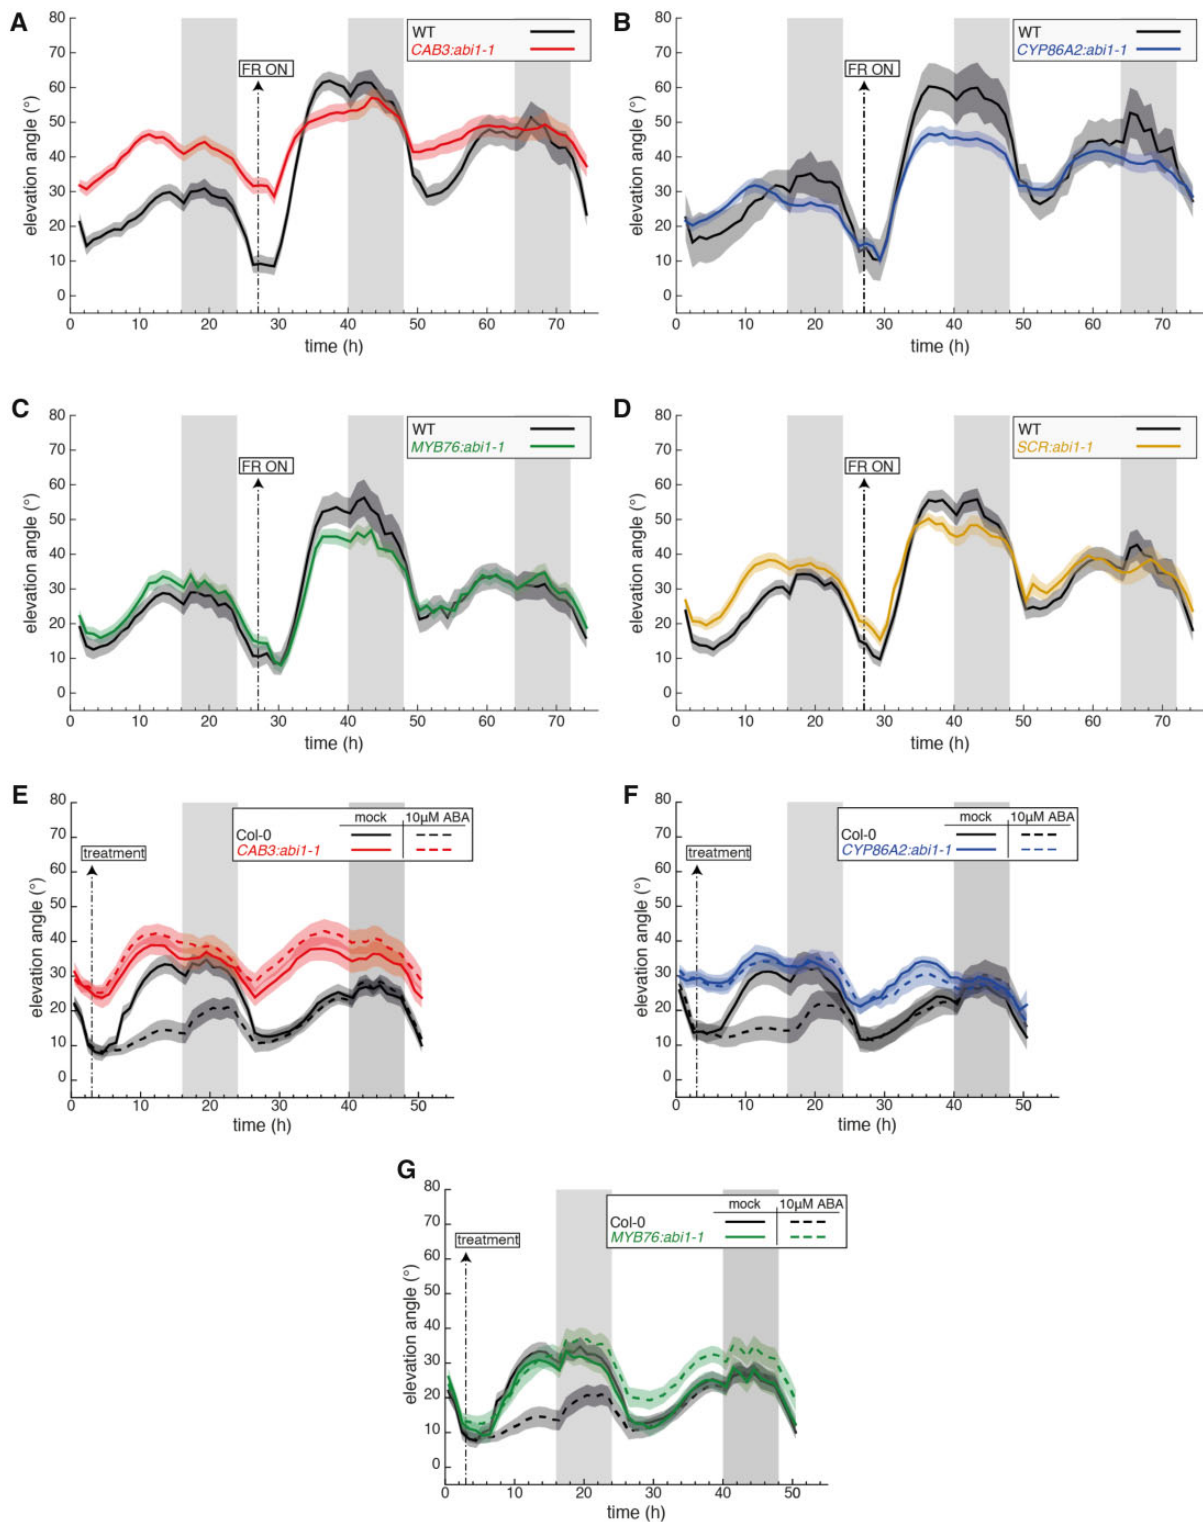 A
WT
CAB3:abi1-1
FR ON
elevation angle (°)
80
70
60
50
40
30
20
10
0
0 10 20 30 40 50 60 70
time (h)
B
WT
CYP86A2:abi1-1
FR ON
elevation angle (°)
80
70
60
50
40
30
20
10
0
0 10 20 30 40 50 60 70
time (h)
C
WT
MYB76:abi1-1
FR ON
elevation angle (°)
80
70
60
50
40
30
20
10
0
0 10 20 30 40 50 60 70
time (h)
D
WT
SCR:abi1-1
FR ON
elevation angle (°)
80
70
60
50
40
30
20
10
0
0 10 20 30 40 50 60 70
time (h)
E
mock 10µM ABA
Col-0
CAB3:abi1-1
treatment
elevation angle (°)
80
70
60
50
40
30
20
10
0
0 10 20 30 40 50
time (h)
F
mock 10µM ABA
Col-0
CYP86A2:abi1-1
treatment
elevation angle (°)
80
70
60
50
40
30
20
10
0
0 10 20 30 40 50
time (h)
G
mock 10µM ABA
Col-0
MYB76:abi1-1
treatment
elevation angle (°)
80
70
60
50
40
30
20
10
0
0 10 20 30 40 50
time (h)